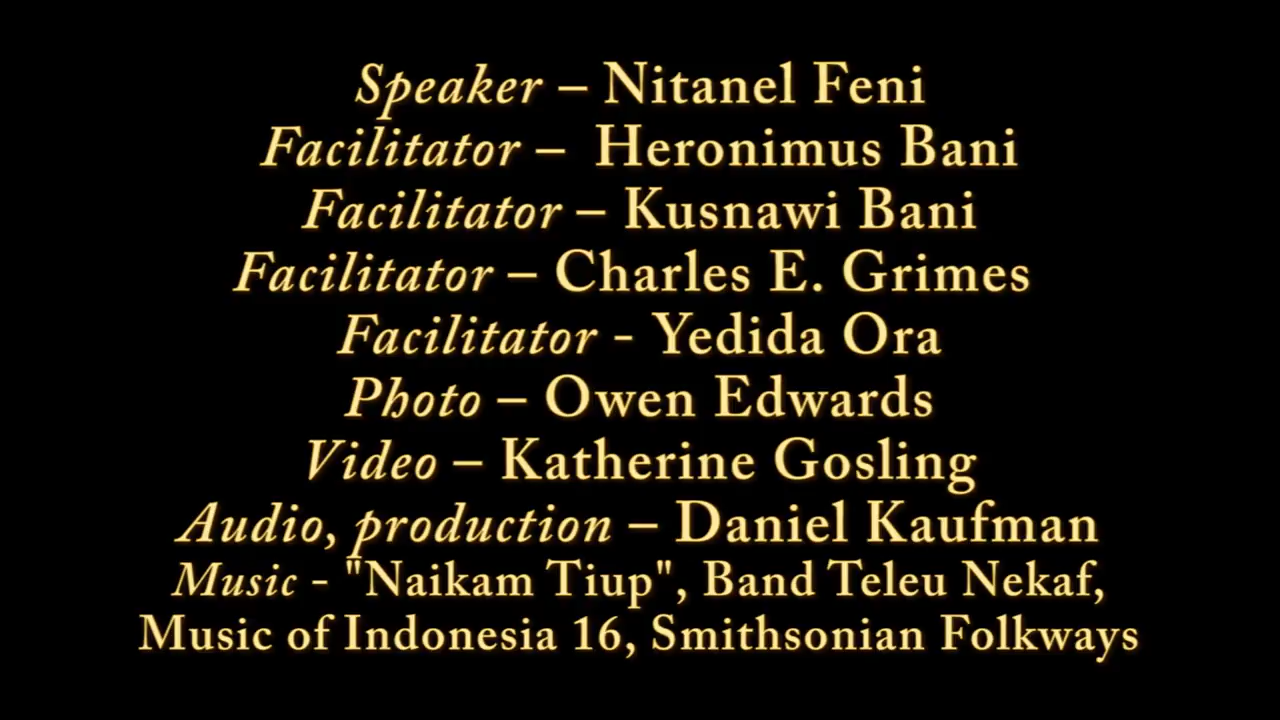 Speaker – Nitanel Feni
Facilitator – Heronimus Bani
Facilitator – Kusnawi Bani
Facilitator – Charles E. Grimes
Facilitator - Yedida Ora
Photo – Owen Edwards
Video – Katherine Gosling
Audio, production – Daniel Kaufman
Music - "Naikam Tiup", Band Teleu Nekaf,
Music of Indonesia 16, Smithsonian Folkways